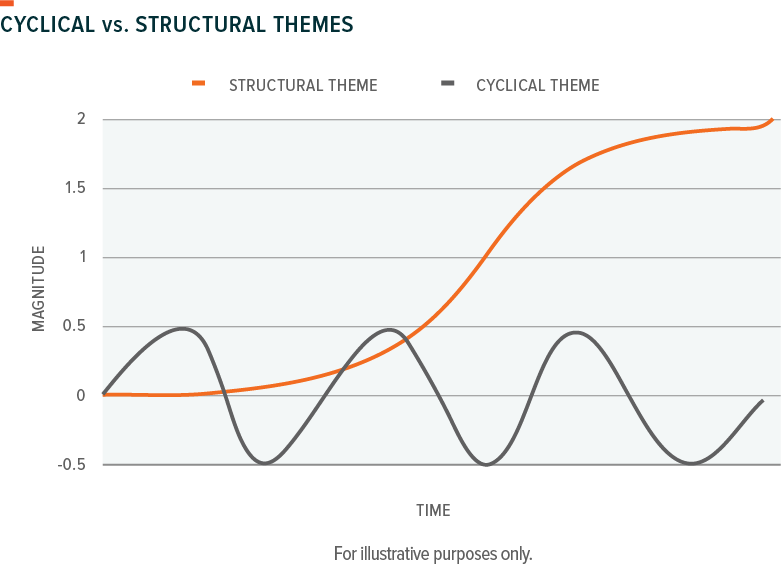 CYCLICAL vs. STRUCTURAL THEMES
STRUCTURAL THEME
CYCLICAL THEME
2
1.5
1
0.5
0
-0.5
MAGNITUDE
TIME
For illustrative purposes only.